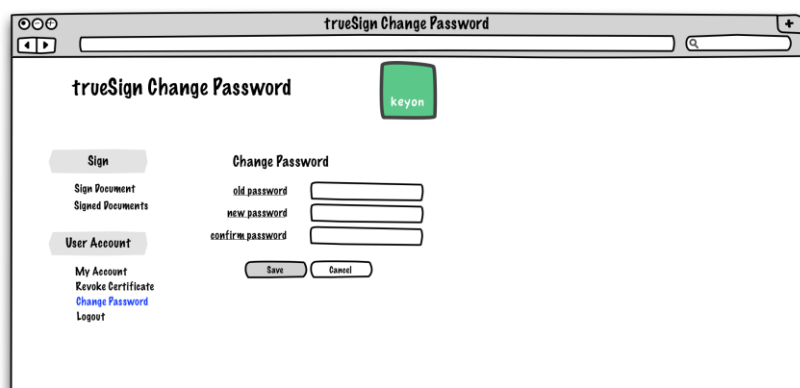 trueSign Change Password
trueSign Change Password
keyon
Sign
Sign Document
Signed Documents
User Account
My Account
Revoke Certificate
Change Password
Logout
Change Password
old password
new password
confirm password
Save Cancel